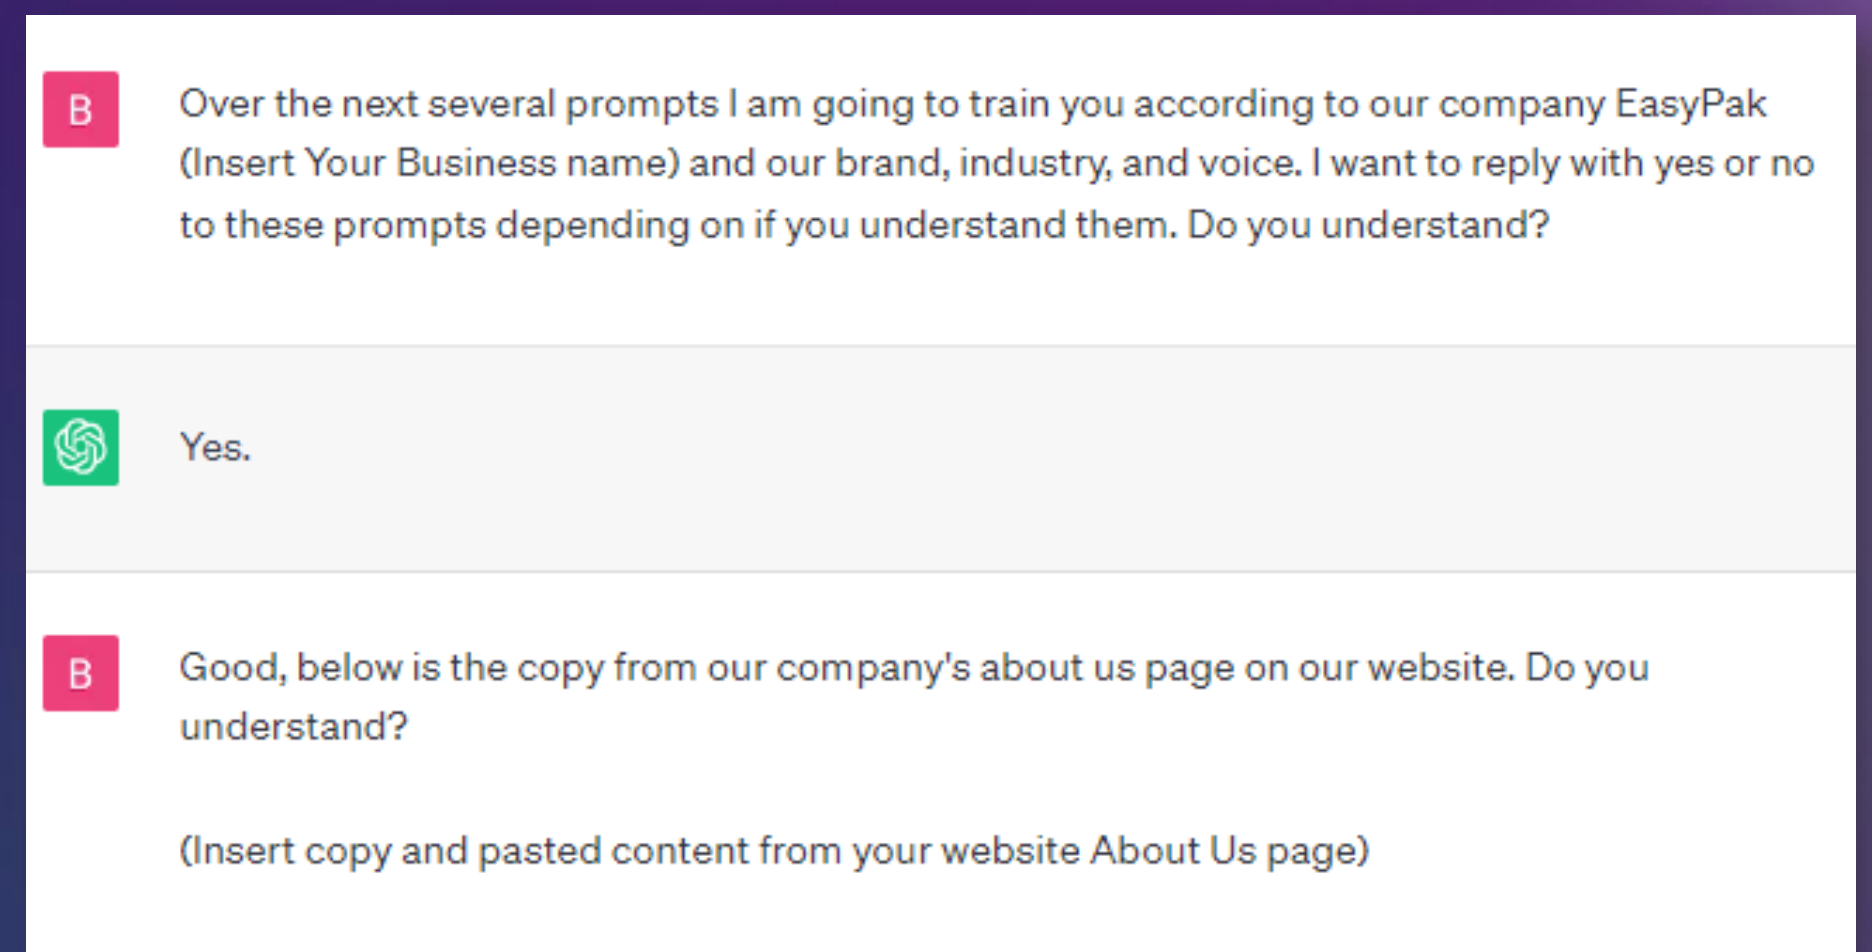 B
Over the next several prompts I am going to train you according to our company EasyPak
(Insert Your Business name) and our brand, industry, and voice. I want to reply with yes or no
to these prompts depending on if you understand them. Do you understand?
Yes.
B
Good, below is the copy from our company's about us page on our website. Do you
understand?
(Insert copy and pasted content from your website About Us page)